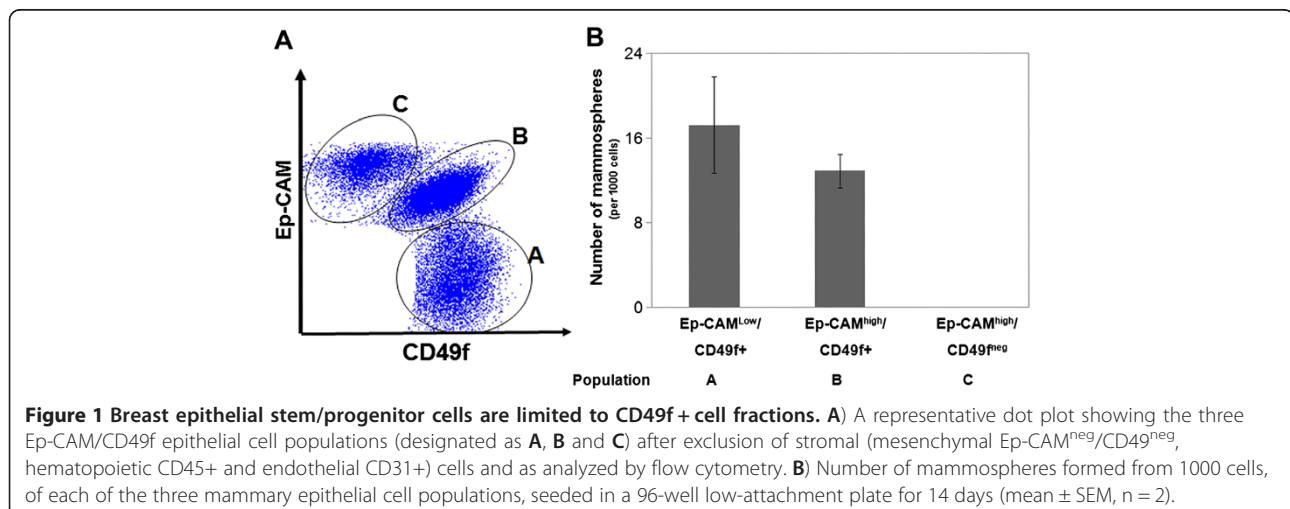 A
Ep-CAM
C
B
A
CD49f
B
Number of mammospheres
(per 1000 cells)
24
16
8
0
Ep-CAMLow/ Ep-CAMhigh/ Ep-CAMhigh/
CD49f+ CD49f+ CD49fneg
Population A B C
Figure 1 Breast epithelial stem/progenitor cells are limited to CD49f + cell fractions. A) A representative dot plot showing the three
Ep-CAM/CD49f epithelial cell populations (designated as A, B and C) after exclusion of stromal (mesenchymal Ep-CAMneg/CD49neg,
hematopoietic CD45+ and endothelial CD31+) cells and as analyzed by flow cytometry. B) Number of mammospheres formed from 1000 cells,
of each of the three mammary epithelial cell populations, seeded in a 96-well low-attachment plate for 14 days (mean ± SEM, n = 2).